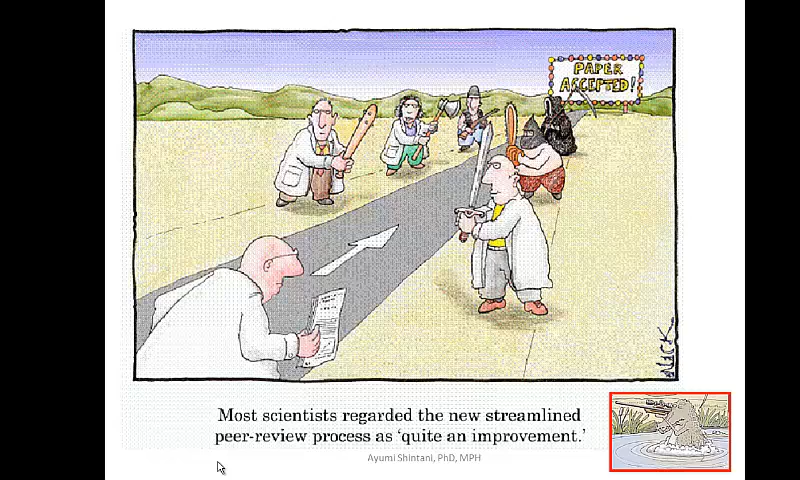 PAPER
ACCEPTED!
NICK
Most scientists regarded the new streamlined
peer-review process as ‘quite an improvement.’
Ayumi Shintani, PhD, MPH